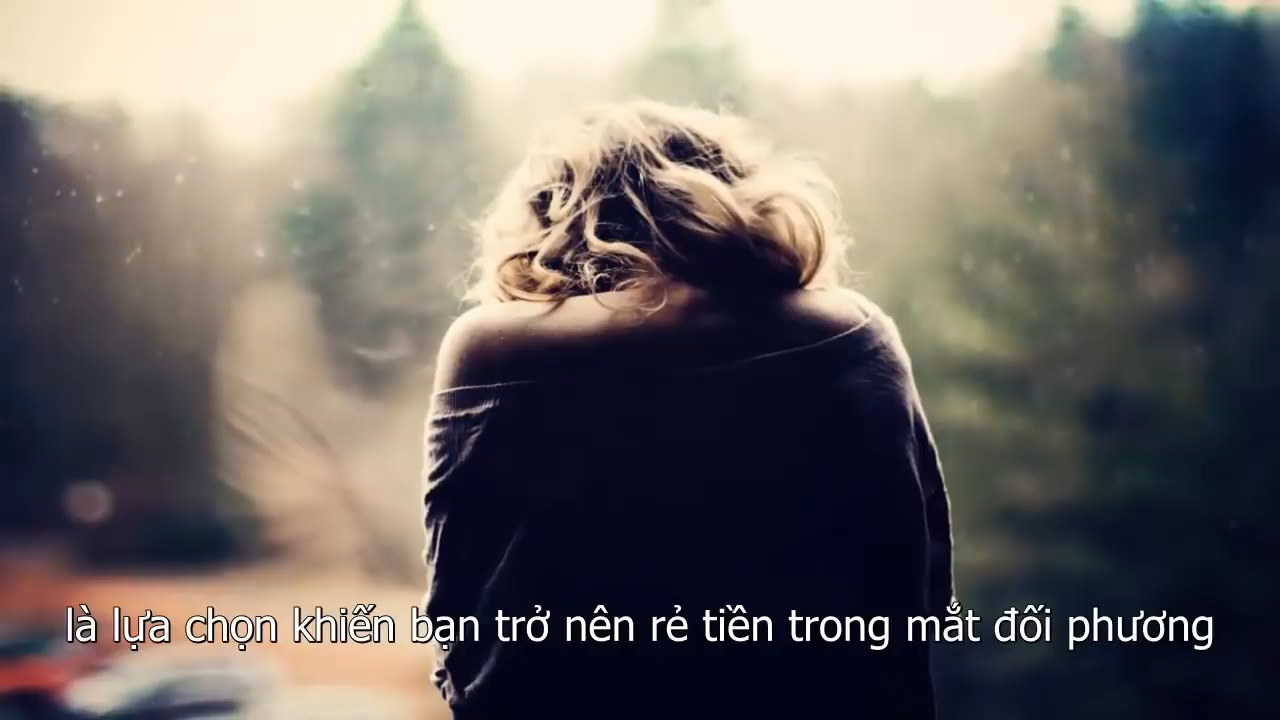 là lựa chọn khiến bạn trở nên rẻ tiền trong mắt đối phương